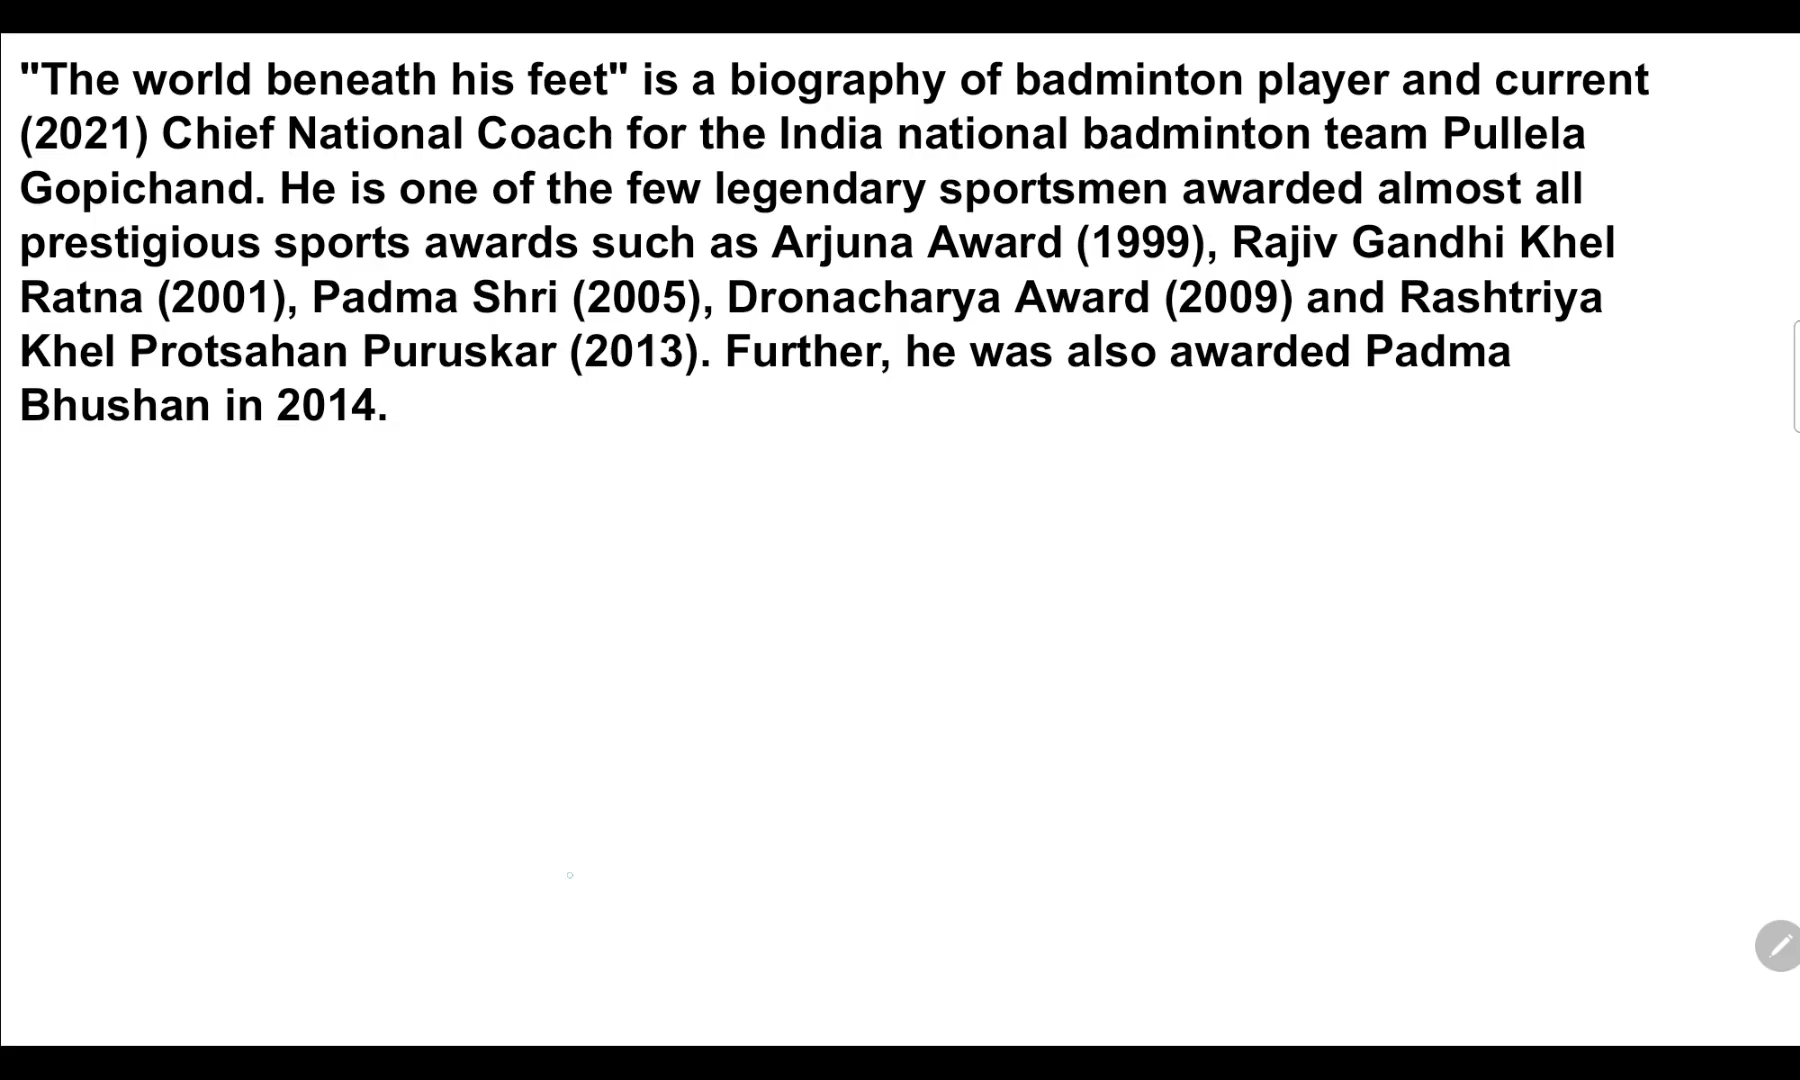 "The world beneath his feet" is a biography of badminton player and current
(2021) Chief National Coach for the India national badminton team Pullela
Gopichand. He is one of the few legendary sportsmen awarded almost all
prestigious sports awards such as Arjuna Award (1999), Rajiv Gandhi Khel
Ratna (2001), Padma Shri (2005), Dronacharya Award (2009) and Rashtriya
Khel Protsahan Puruskar (2013). Further, he was also awarded Padma
Bhushan in 2014.